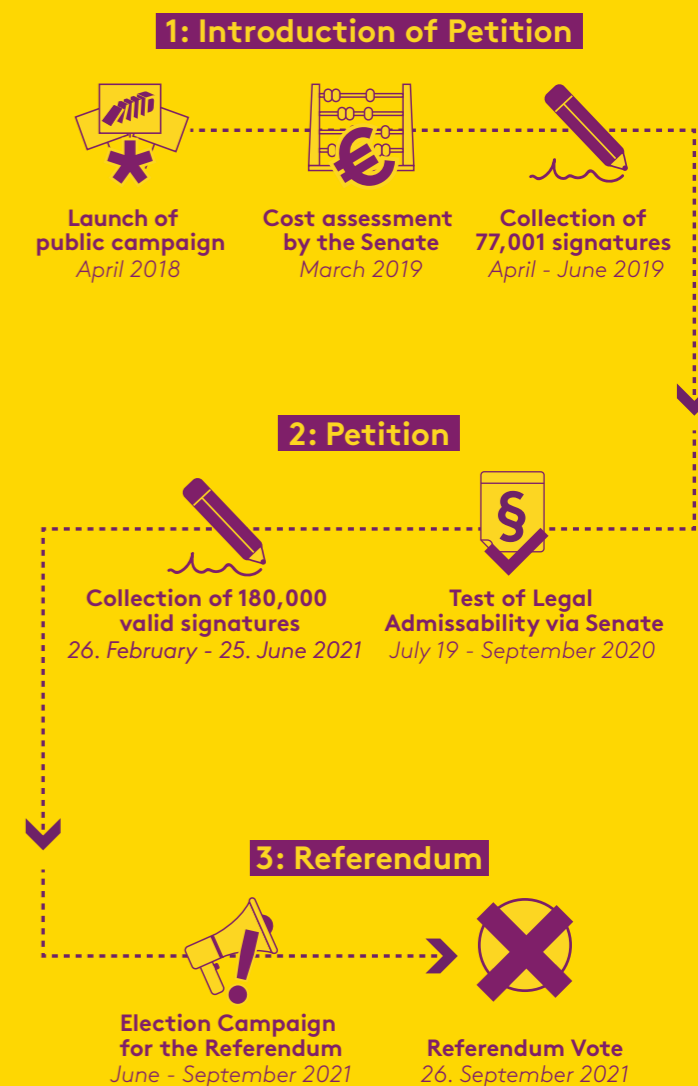 1: Introduction of Petition
Launch of
public campaign
April 2018
Cost assessment
by the Senate
March 2019
Collection of
77,001 signatures
April - June 2019
2: Petition
Collection of 180,000
valid signatures
26. February - 25. June 2021
Test of Legal
Admissability via Senate
July 19 - September 2020
3: Referendum
Election Campaign
for the Referendum
June - September 2021
Referendum Vote
26. September 2021